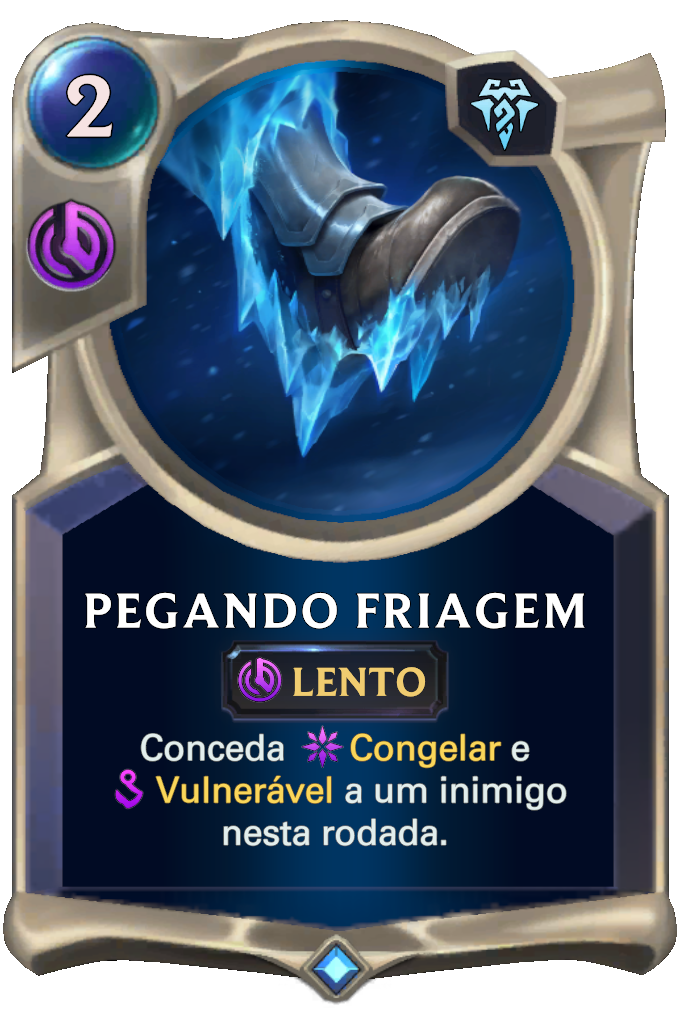 2
PEGANDO FRIAGEM
LENTO
Conceda Congelar e
Vulnerável a um inimigo
nesta rodada.